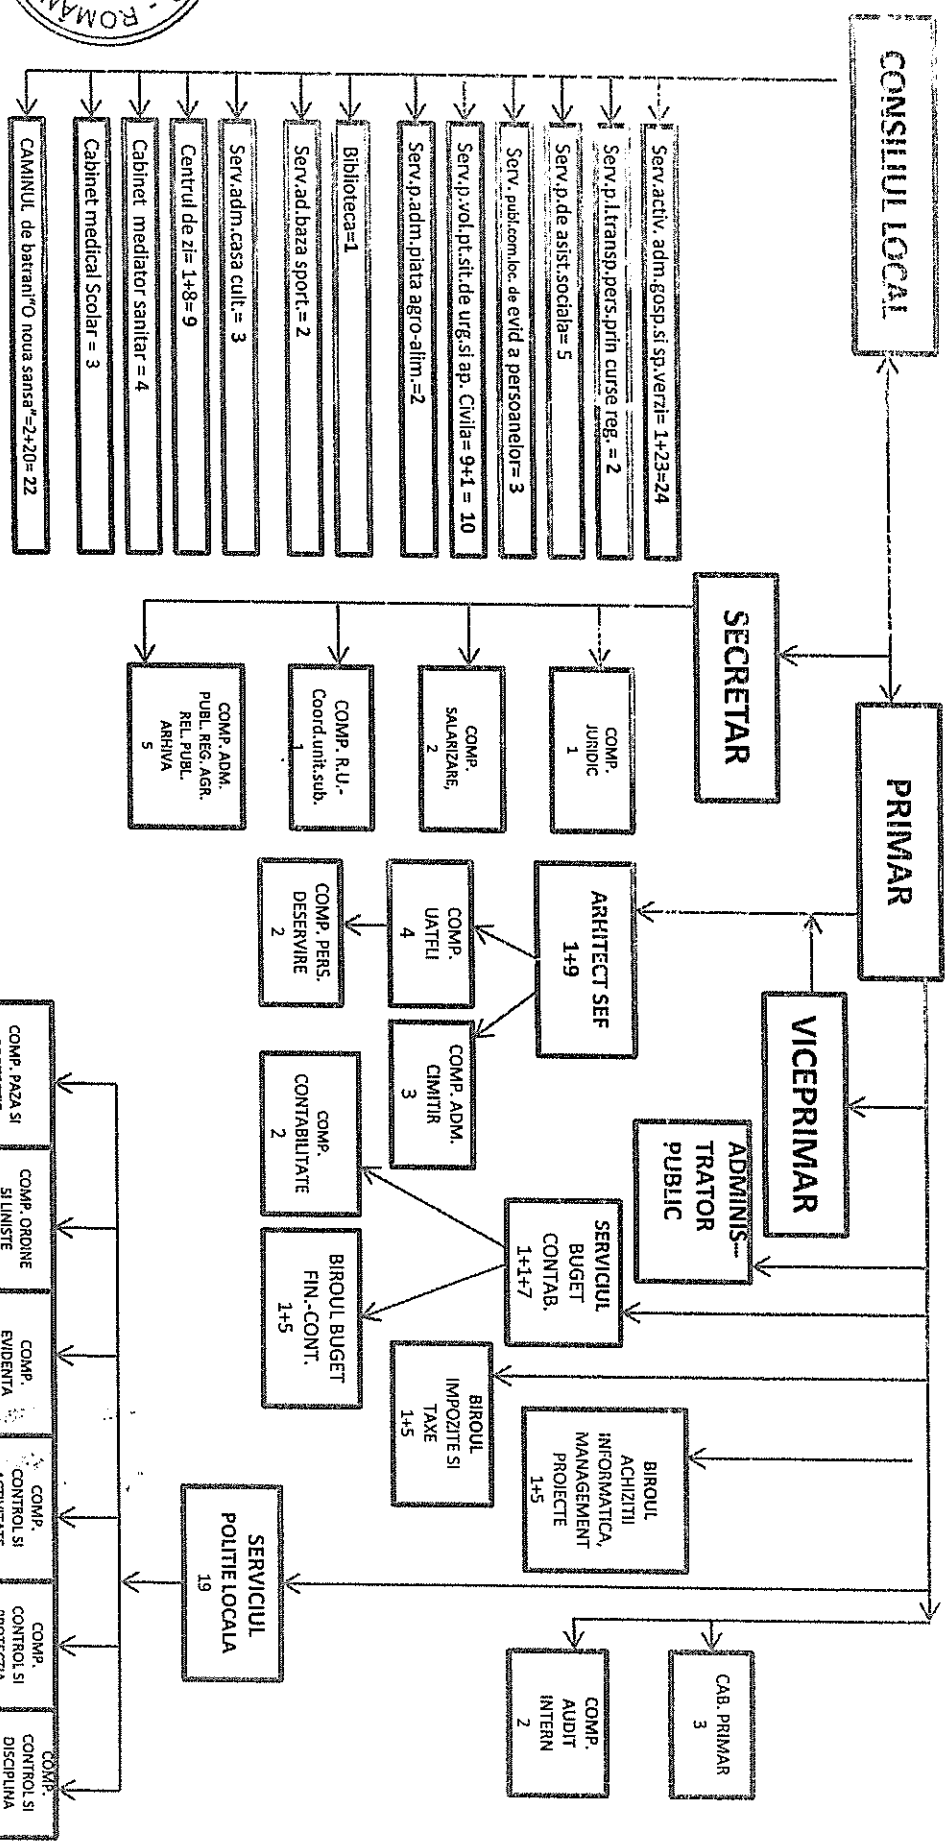 CONSILIUL LOCAL
PRIMAR
SECRETAR
VICEPRIMAR
ADMINIS--
TRATOR
PUBLIC
Serv.activ. adm.gosp.si sp.verzi= 1+23=24
Serv.p.l.transp.pers.prin curse reg. = 2
Serv.p.de asist.sociala= 5
Serv. publ.com.loc. de evid a persoanelor= 3
Serv.p.vol.pt.sit.de urg.si ap. Civila= 9+1 = 10
Serv.p.adm.piata agro-alim.=2
Biblioteca=1
Serv.ad.baza sport.= 2
Serv.adm.casa cult.= 3
Centrul de zi= 1+8= 9
Cabinet mediator sanitar = 4
Cabinet medical Scolar = 3
CAMINUL de batrani"O noua sansa"=2+20= 22
COMP.
JURIDIC
1
COMP.
SALARIZARE,
2
COMP. R.U.-
Coord.unit.sub.
1
COMP. ADM.
PUBL. REG. AGR.
REL. PUBL.
ARHIVA
5
ARHITECT SEF
1+9
COMP.
UATFLI
4
COMP. ADM.
CIMITIR
3
COMP. PERS.
DESERVIRE
2
SERVICIUL
BUGET
CONTAB.
1+1+7
COMP.
CONTABILITATE
2
BIROUL BUGET
FIN.-CONT.
1+5
BIROUL
IMPOZITE SI
TAXE
1+5
BIROUL
ACHIZITII
INFORMATICA,
MANAGEMENT
PROIECTE
1+5
CAB. PRIMAR
3
COMP.
AUDIT
INTERN
2
SERVICIUL
POLITIE LOCALA
19
COMP. PAZA SI
COMP. ORDINE
SI LINISTE
COMP.
EVIDENTA
COMP.
CONTROL SI
ACTIVITATE
COMP.
CONTROL SI
PROTECTIA
COMP.
CONTROL SI
DISCIPLINA